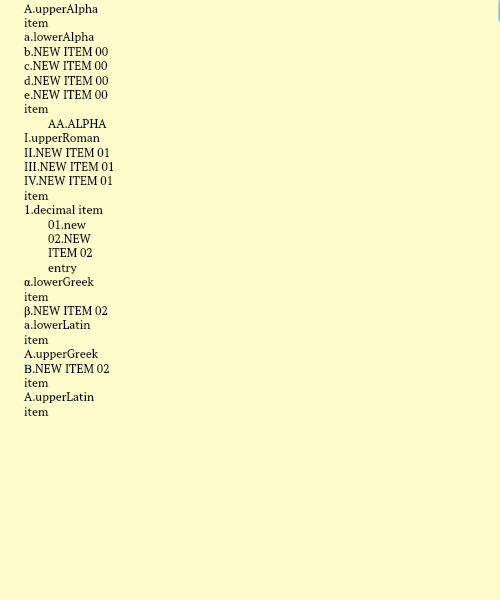 A.upperAlpha
item
a.lowerAlpha
b.NEW ITEM 00
c.NEW ITEM 00
d.NEW ITEM 00
e.NEW ITEM 00
item
AA.ALPHA
I.upperRoman
II.NEW ITEM 01
III.NEW ITEM 01
IV.NEW ITEM 01
item
1.decimal item
01.new
02.NEW
ITEM 02
entry
α.lowerGreek
item
β.NEW ITEM 02
a.lowerLatin
item
Α.upperGreek
Β.NEW ITEM 02
item
A.upperLatin
item